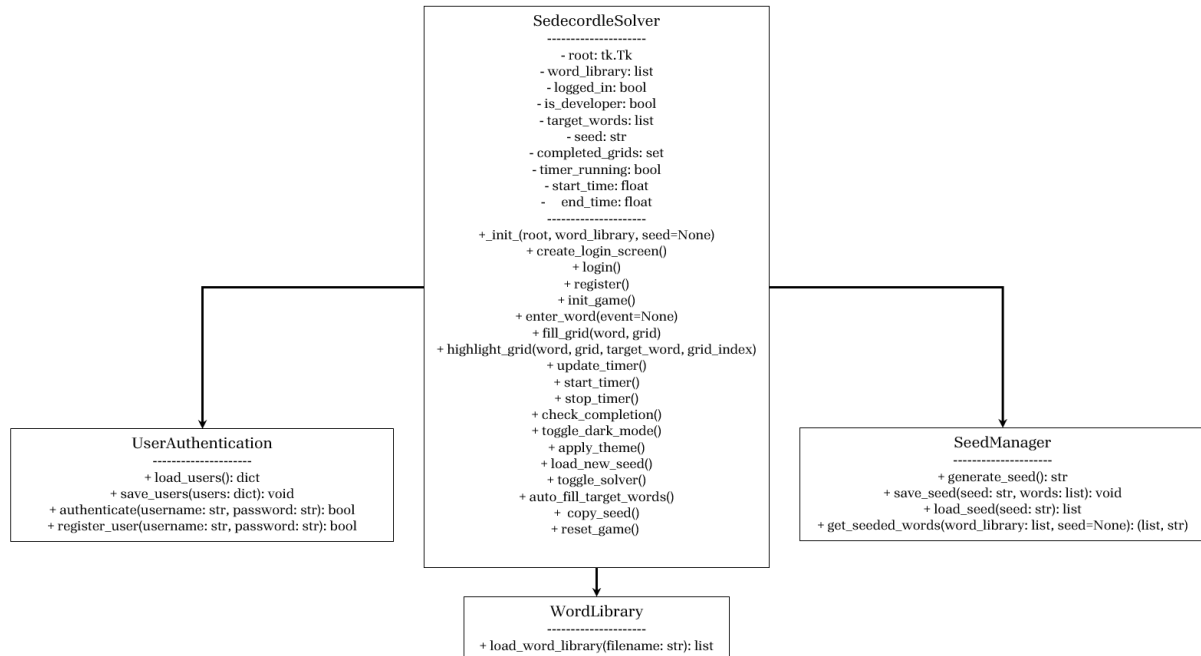 SedecordleSolver
---------------------
- root: tk.Tk
- word_library: list
- logged_in: bool
- is_developer: bool
- target_words: list
- seed: str
- completed_grids: set
- timer_running: bool
- start_time: float
- end_time: float
---------------------
+_init_(root, word_library, seed=None)
+ create_login_screen()
+ login()
+ register()
+ init_game()
+ enter_word(event=None)
+ fill_grid(word, grid)
+ highlight_grid(word, grid, target_word, grid_index)
+ update_timer()
+ start_timer()
+ stop_timer()
+ check_completion()
+ toggle_dark_mode()
+ apply_theme()
+ load_new_seed()
+ toggle_solver()
+ auto_fill_target_words()
+ copy_seed()
+ reset_game()
UserAuthentication
---------------------
+ load_users(): dict
+ save_users(users: dict): void
+ authenticate(username: str, password: str): bool
+ register_user(username: str, password: str): bool
SeedManager
---------------------
+ generate_seed(): str
+ save_seed(seed: str, words: list): void
+ load_seed(seed: str): list
+ get_seeded_words(word_library: list, seed=None): (list, str)
WordLibrary
---------------------
+ load_word_library(filename: str): list